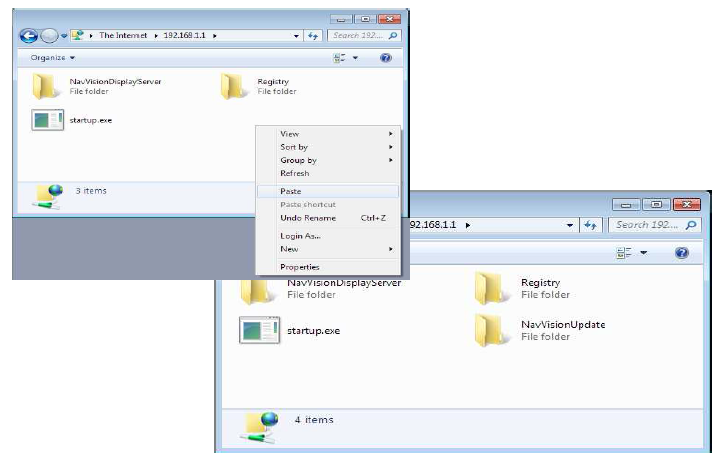 The Internet ▸ 192.168.1.1 ▸
Search 192...
Organize
NavVisionDisplayServer
File folder
Registry
File folder
startup.exe
3 items
View
Sort by
Group by
Refresh
Paste
Paste shortcut
Undo Rename Ctrl+Z
Login As...
New
Properties
92.168.1.1 ▸
Search 192....
NavVisionDisplayServer
File folder
Registry
File folder
startup.exe
NavVisionUpdate
File folder
4 items